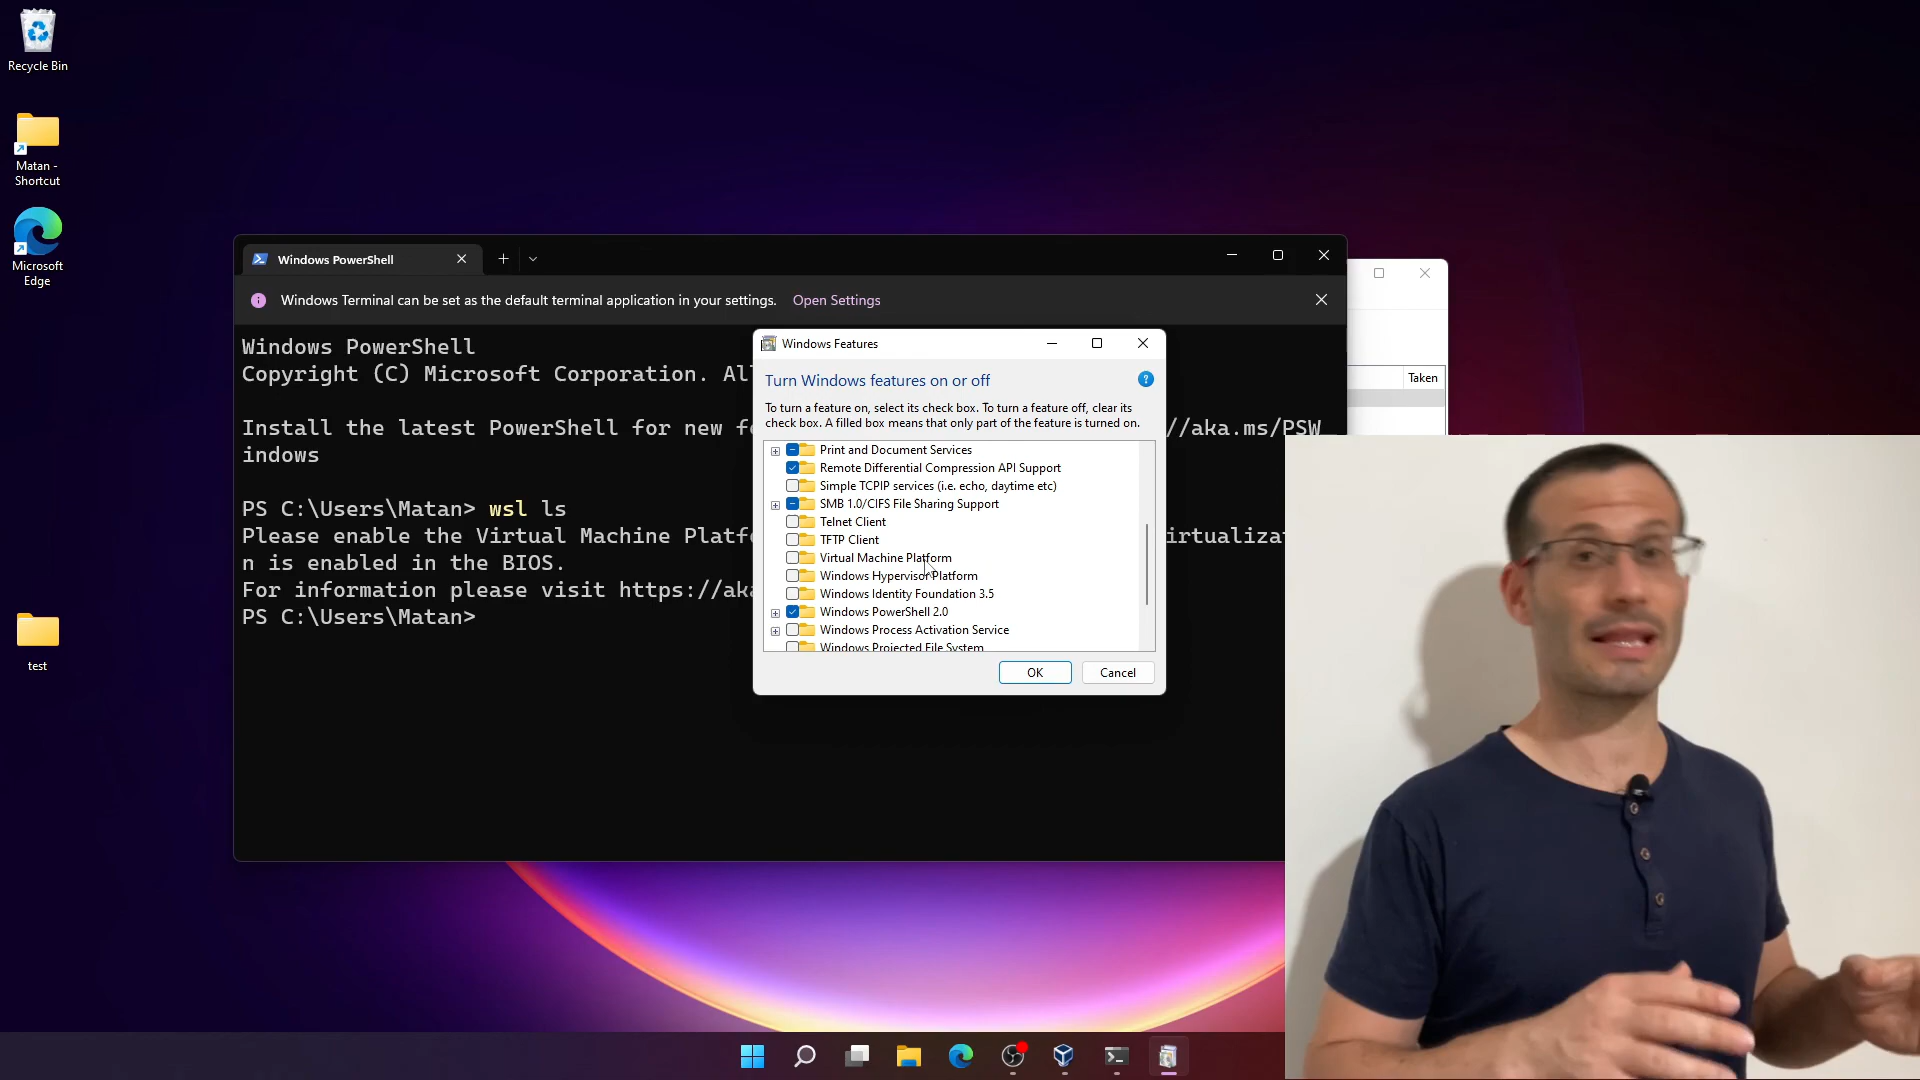 Recycle Bin
Matan -
Shortcut
Microsoft
Edge
test
Windows PowerShell
Windows Terminal can be set as the default terminal application in your settings. Open Settings
Windows PowerShell
Copyright (C) Microsoft Corporation. All
Install the latest PowerShell for new fe
//aka.ms/PSW
indows
PS C:\Users\Matan> wsl ls
Please enable the Virtual Machine Platfo
irtualizat
n is enabled in the BIOS.
For information please visit https://aka
PS C:\Users\Matan>
Taken
Windows Features
Turn Windows features on or off
To turn a feature on, select its check box. To turn a feature off, clear its
check box. A filled box means that only part of the feature is turned on.
Print and Document Services
Remote Differential Compression API Support
Simple TCPIP services (i.e. echo, daytime etc)
SMB 1.0/CIFS File Sharing Support
Telnet Client
TFTP Client
Virtual Machine Platform
Windows Hypervisor Platform
Windows Identity Foundation 3.5
Windows PowerShell 2.0
Windows Process Activation Service
Windows Projected File System
OK
Cancel